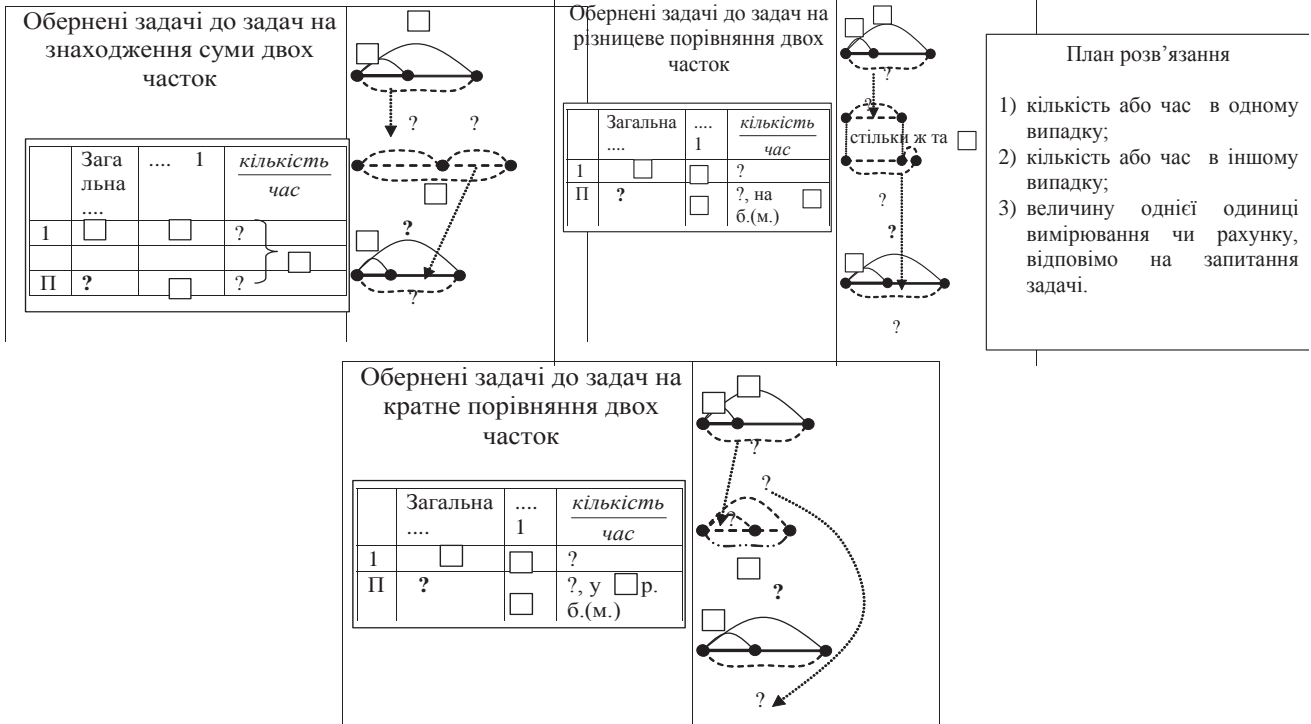 Обернені задачі до задач на
знаходження суми двох
часток
Зага
льна
....
.... 1
кількість
час
1
?
П
?
?
?
?
?
?
?
Обернені задачі до задач на
різницеве порівняння двох
часток
Загальна
....
....
1
кількість
час
1
?
П
?
?, на
б.(м.)
?
?
стільки ж та
?
?
?
План розв’язання
1) кількість або час в одному
випадку;
2) кількість або час в іншому
випадку;
3) величину однієї одиниці
вимірювання чи рахунку,
відповімо на запитання
задачі.
Обернені задачі до задач на
кратне порівняння двох
часток
Загальна
....
....
1
кількість
час
1
?
П
?
?, у р.
б.(м.)
?
?
?
?
?